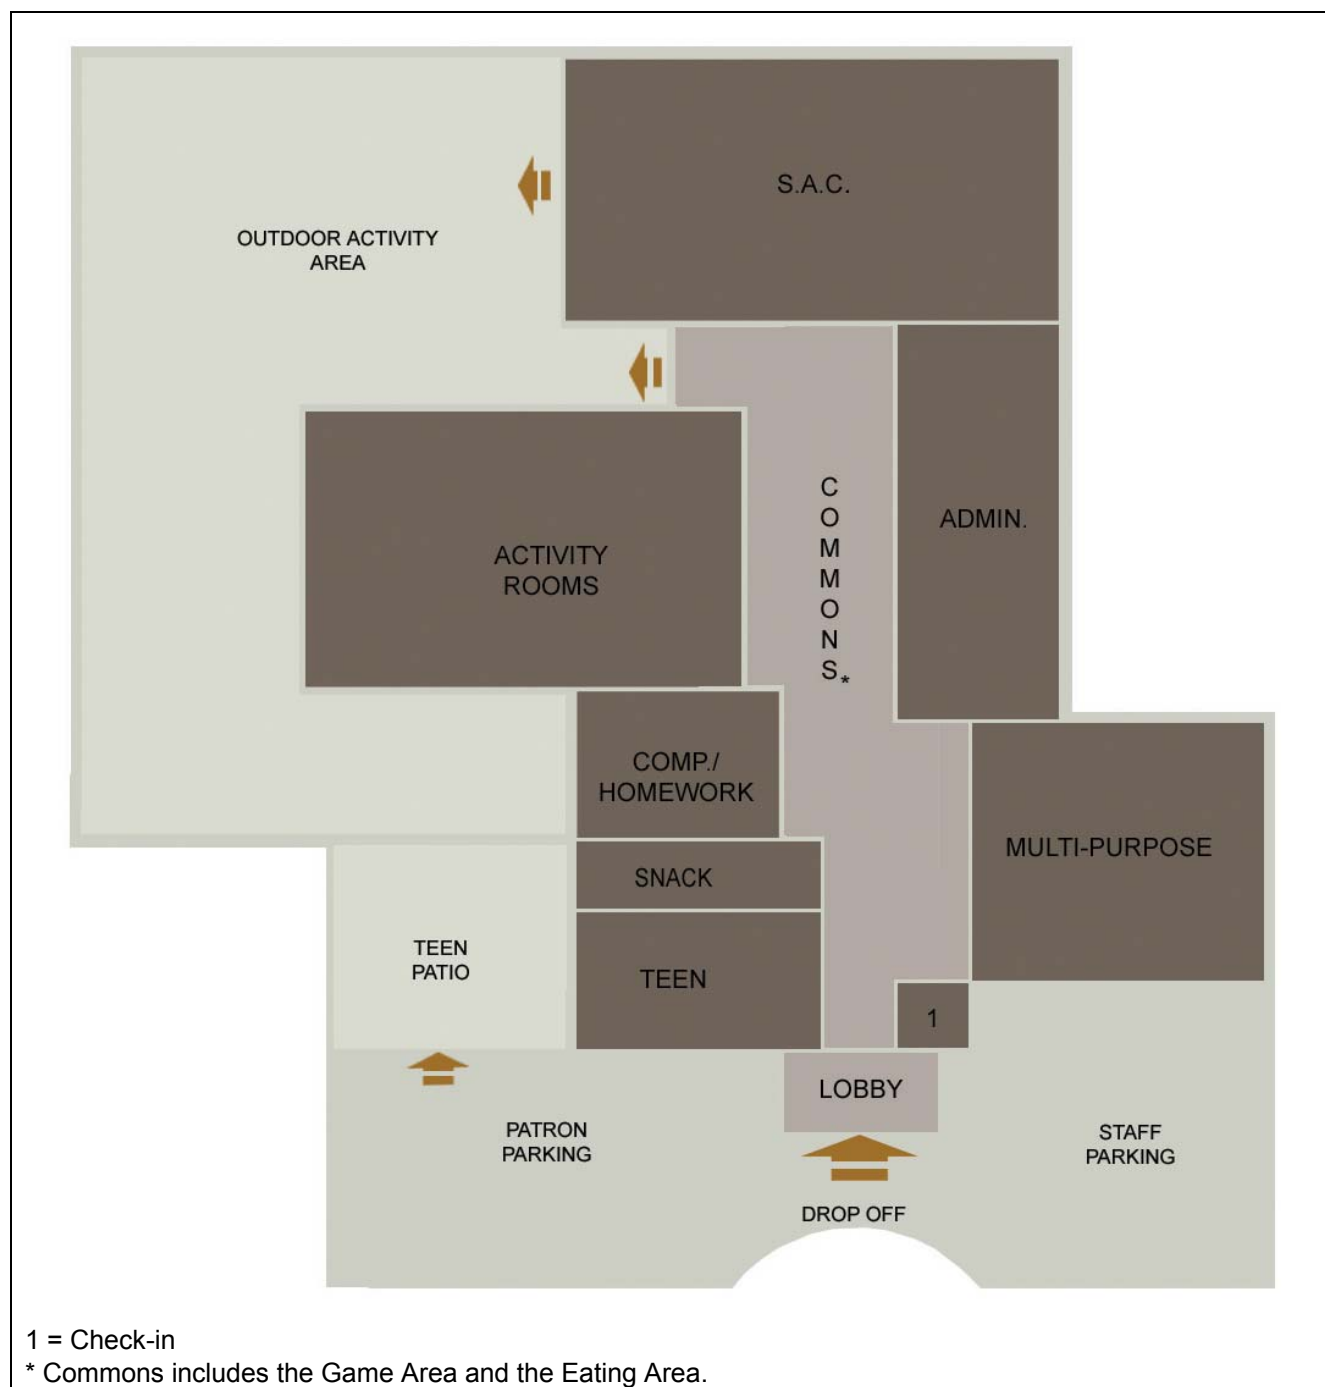 S.A.C.
OUTDOOR ACTIVITY
AREA
COMMONS*
ADMIN.
ACTIVITY
ROOMS
COMP./
HOMEWORK
MULTI-PURPOSE
SNACK
TEEN
PATIO
TEEN
1
LOBBY
PATRON
PARKING
STAFF
PARKING
DROP OFF
1 = Check-in
* Commons includes the Game Area and the Eating Area.